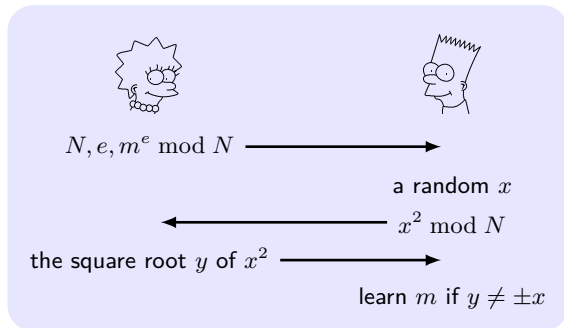 N, e, m^e mod N
a random x
x^2 mod N
the square root y of x^2
learn m if y ≠ ±x